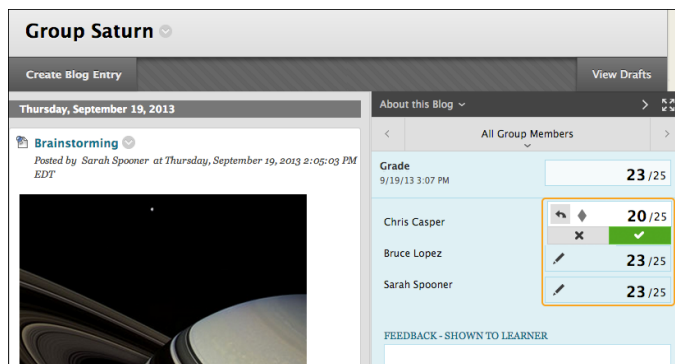 Group Saturn
Create Blog Entry
View Drafts
Thursday, September 19, 2013
About this Blog
All Group Members
Brainstorming
Posted by Sarah Spooner at Thursday, September 19, 2013 2:05:03 PM
EDT
Grade
9/19/13 3:07 PM
23 /25
Chris Casper
20 /25
Bruce Lopez
23 /25
Sarah Spooner
23 /25
FEEDBACK - SHOWN TO LEARNER